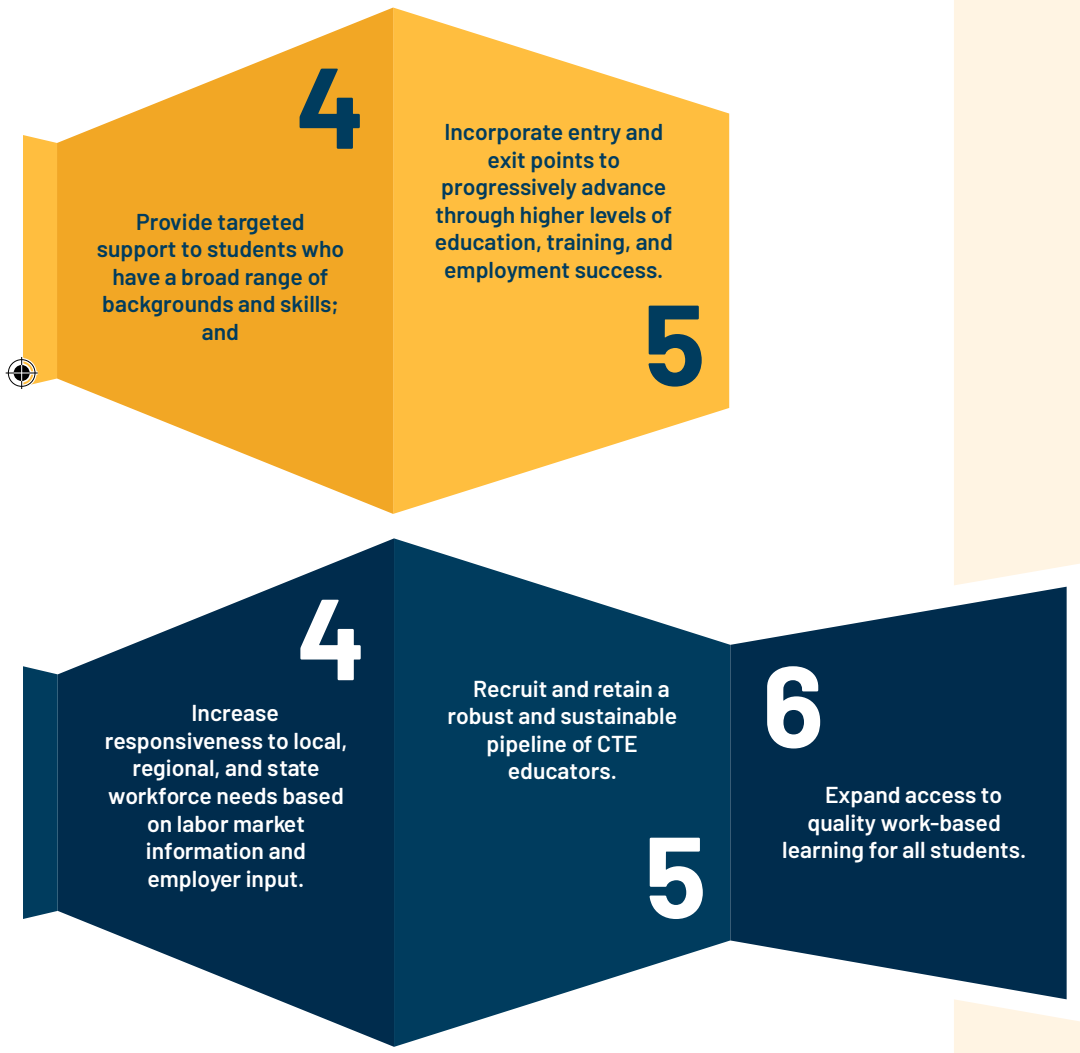 4
Provide targeted
support to students who
have a broad range of
backgrounds and skills;
and
Incorporate entry and
exit points to
progressively advance
through higher levels of
education, training, and
employment success.
5
4
Increase
responsiveness to local,
regional, and state
workforce needs based
on labor market
information and
employer input.
Recruit and retain a
robust and sustainable
pipeline of CTE
educators.
5
6
Expand access to
quality work-based
learning for all students.